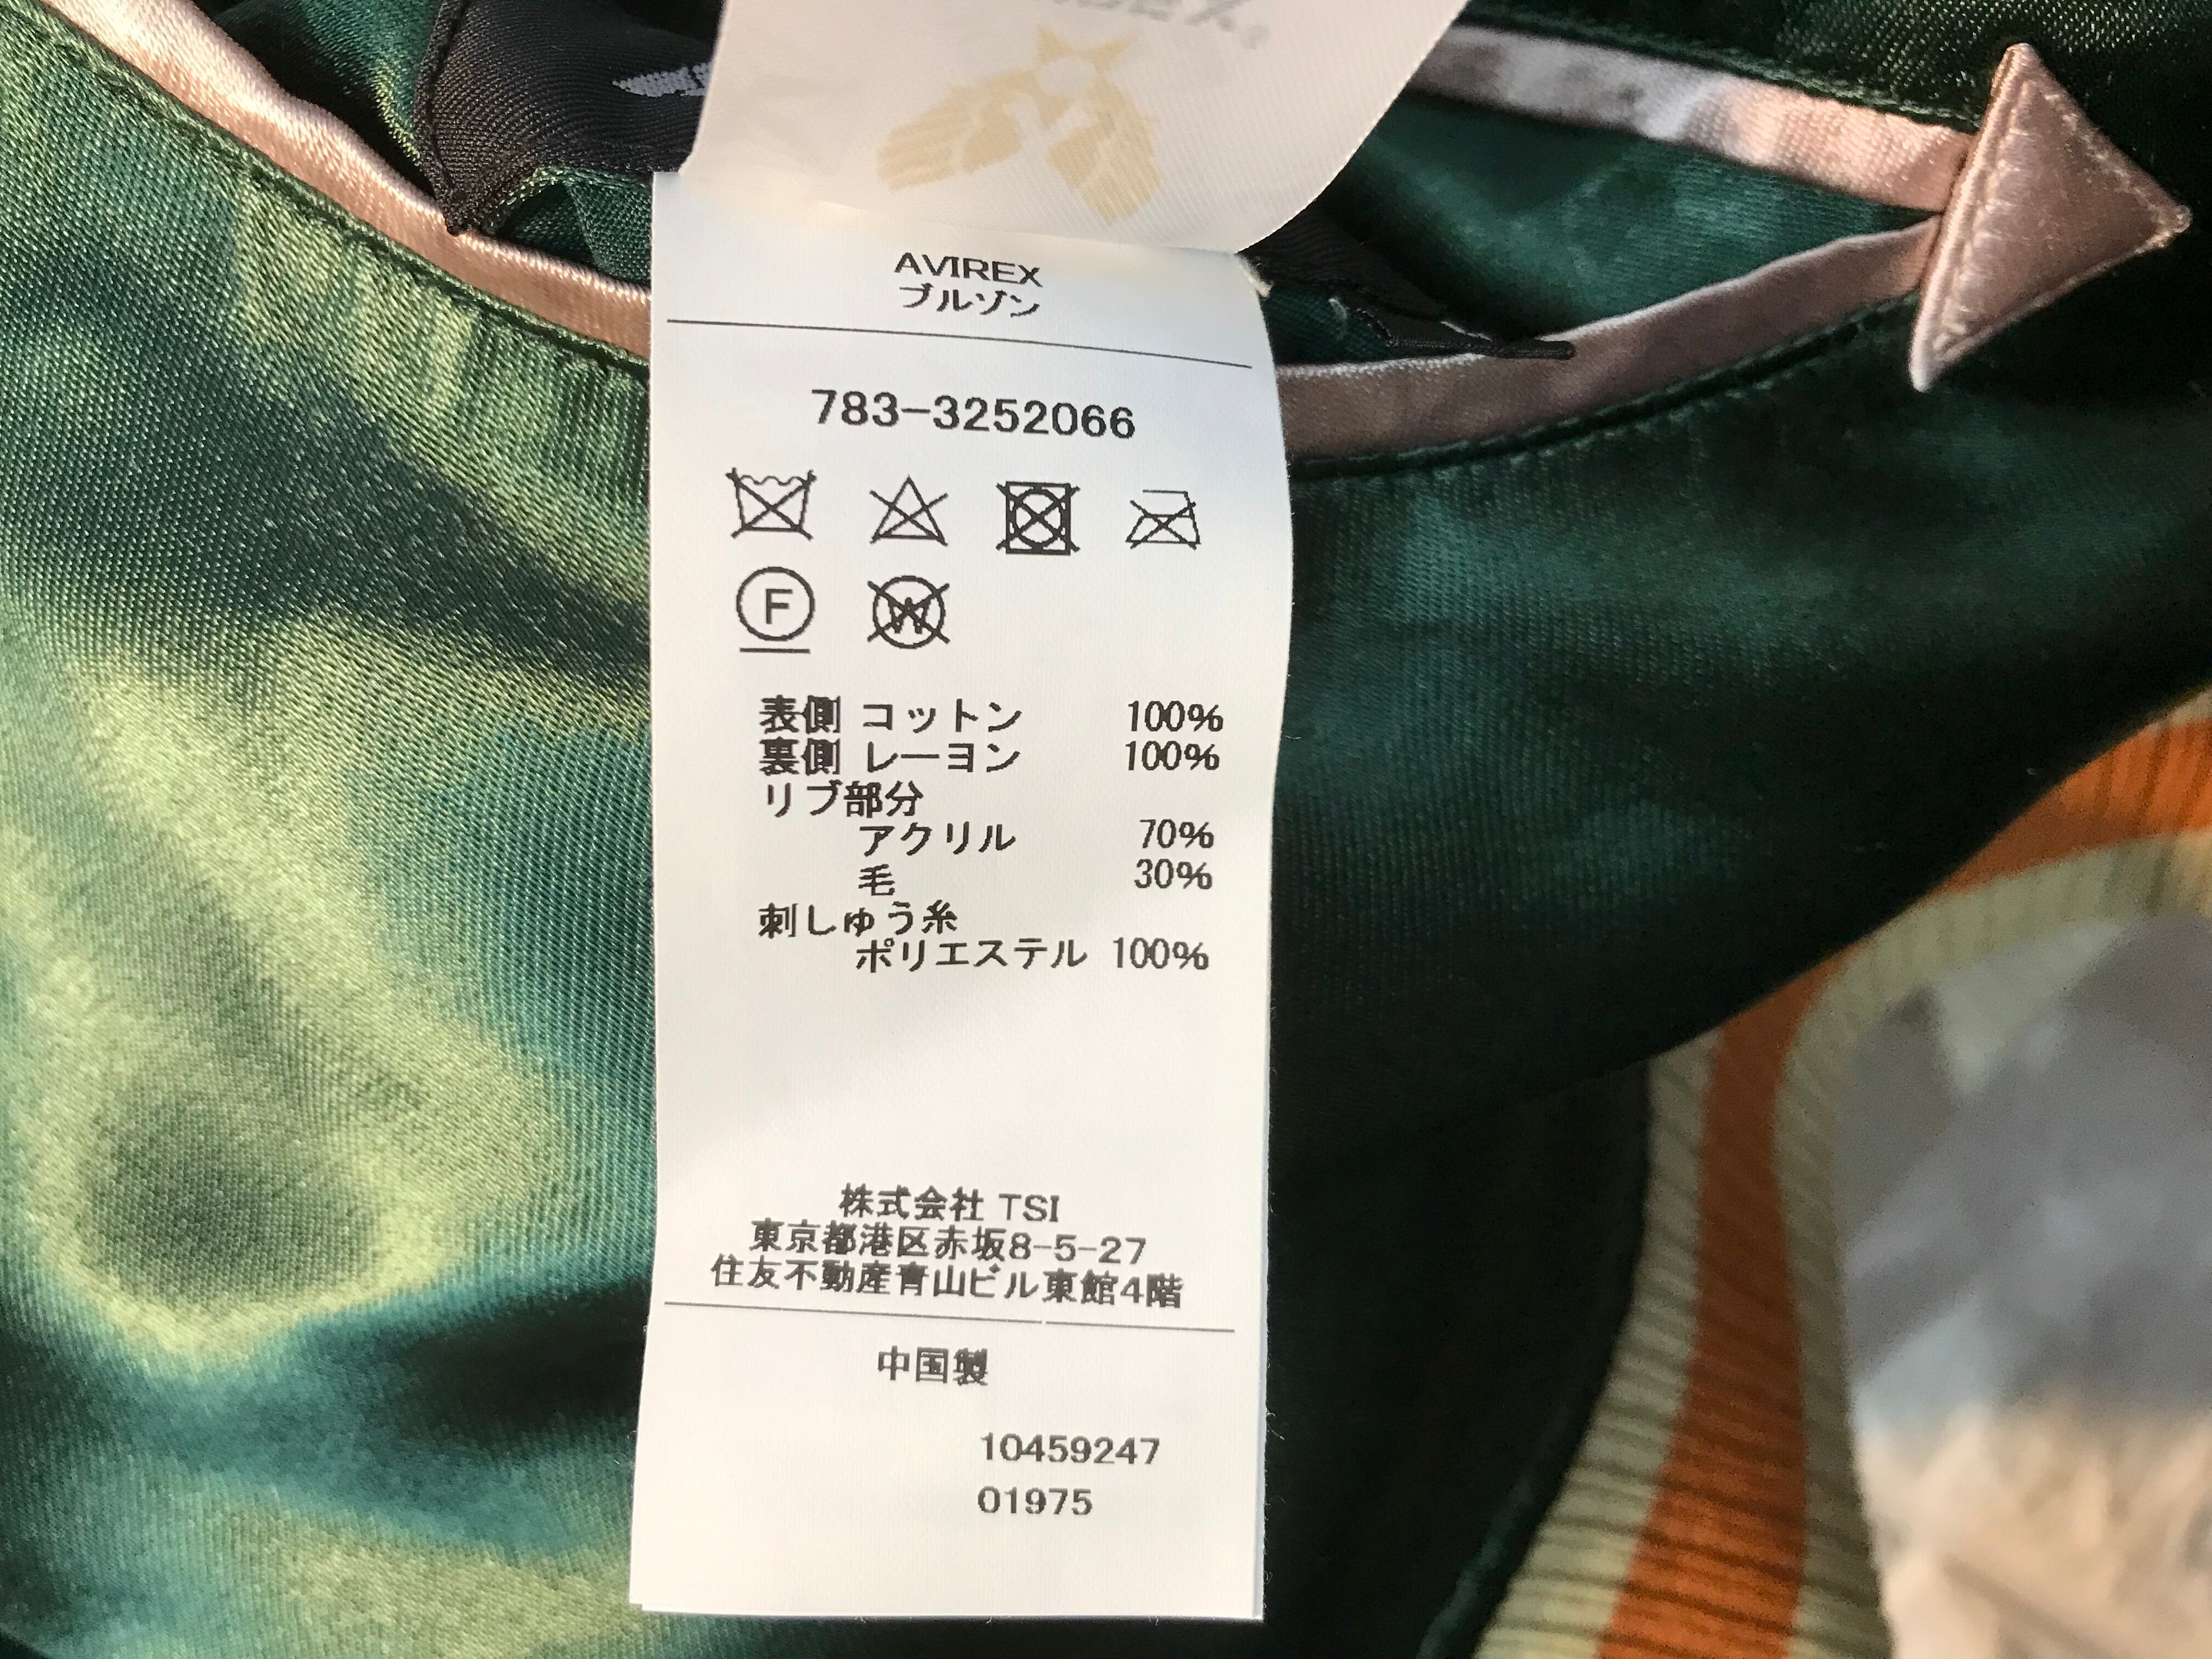 AVIREX
ブルゾン
783-3252066
F
W
表側 コットン 100%
裏側 レーヨン 100%
リブ部分
アクリル 70%
毛 30%
刺しゅう糸
ポリエステル 100%
株式会社 TSI
東京都港区赤坂8-5-27
住友不動産青山ビル東館4階
中国製
10459247
01975